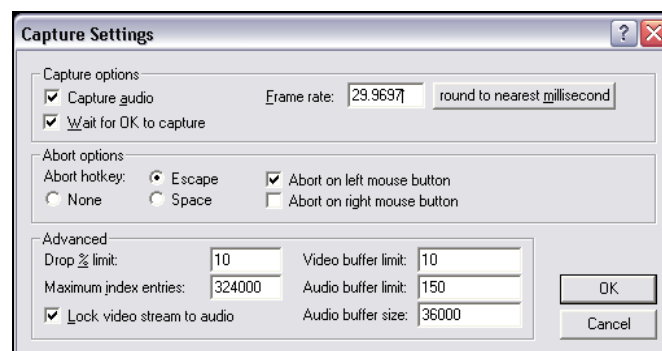 Capture Settings
Capture options
Capture audio
Frame rate: 29.9697 round to nearest millisecond
Wait for OK to capture
Abort options
Abort hotkey: Escape Abort on left mouse button
None Space Abort on right mouse button
Advanced
Drop % limit: 10 Video buffer limit: 10
Maximum index entries: 324000 Audio buffer limit: 150 OK
Lock video stream to audio Audio buffer size: 36000 Cancel